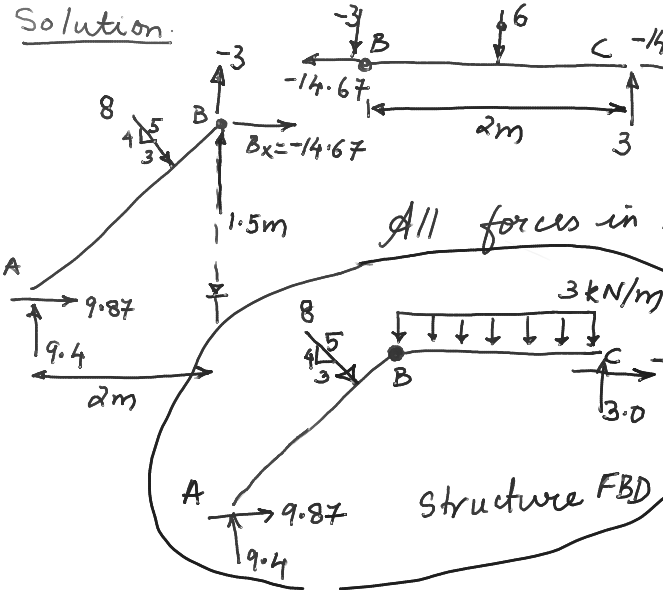 Solution.
-3
B
6
C
-14
-14.67
2m
3
-3
8
5
4
3
B
Bx=-14.67
1.5m
A
9.87
9.4
2m
All forces in
3 kN/m
8
5
4
3
B
C
-
3.0
A
9.87
9.4
Structure FBD